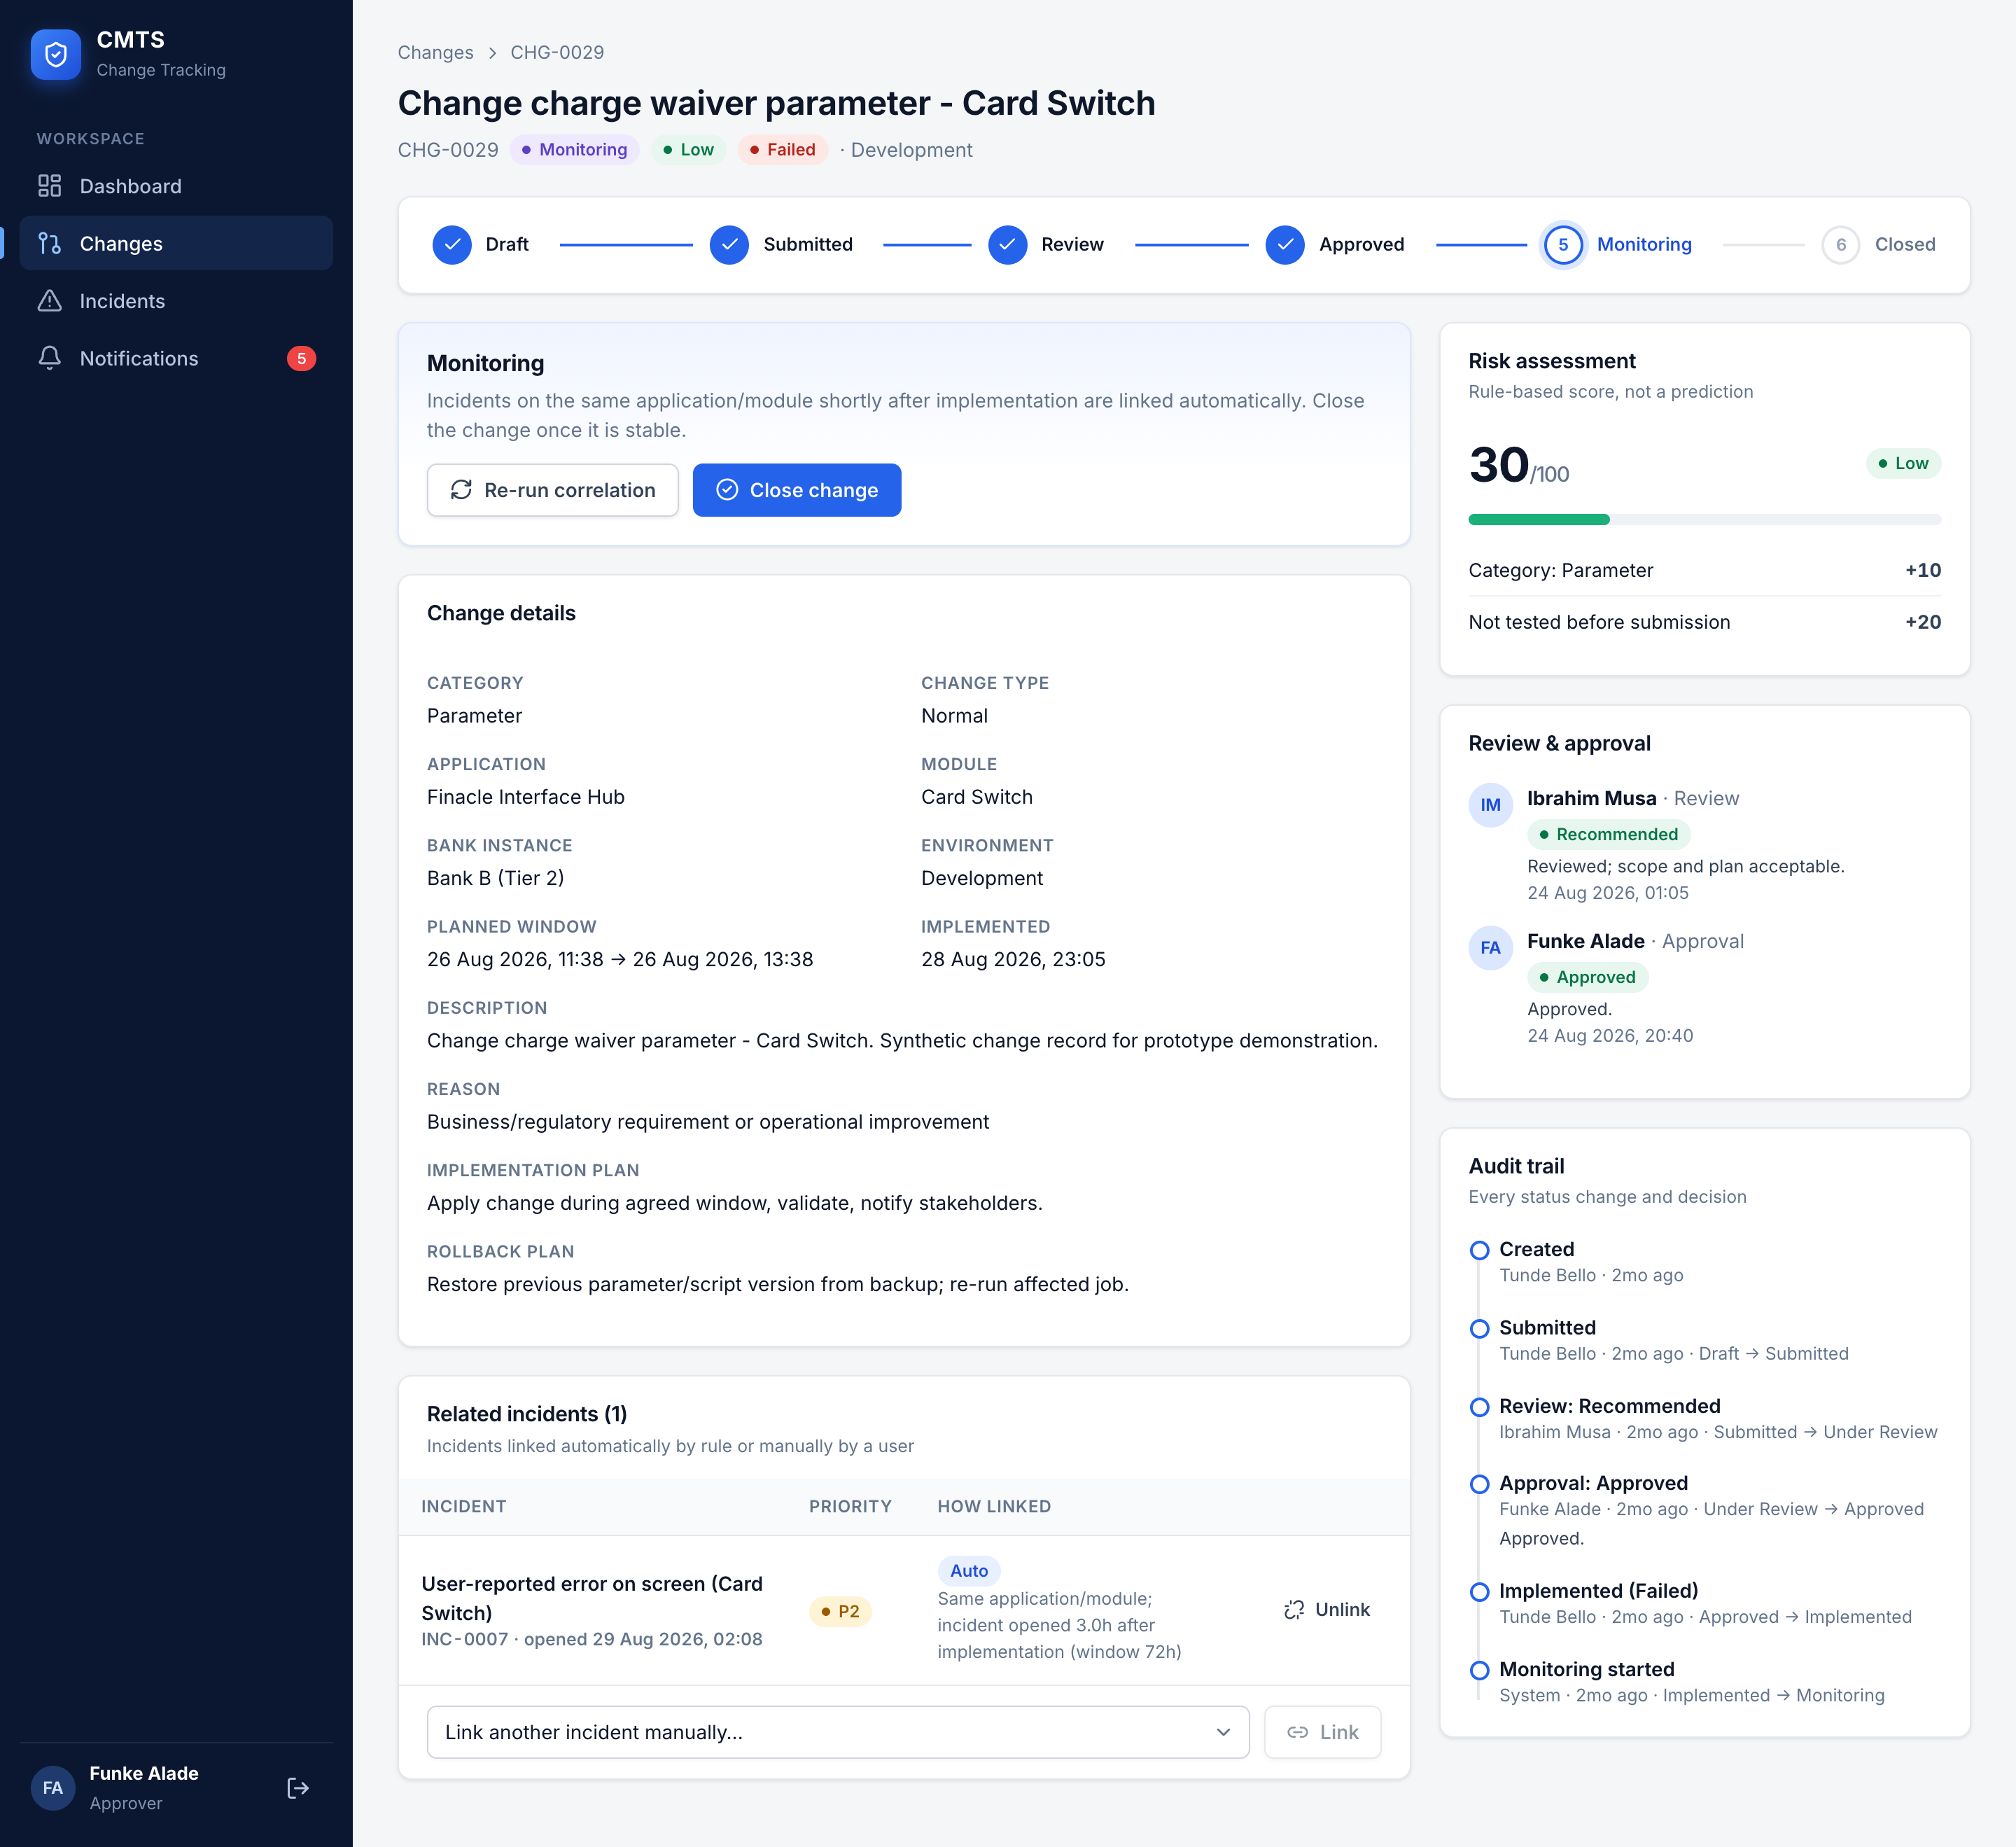 CMTS
Change Tracking
WORKSPACE
Dashboard
Changes
Incidents
Notifications
5
Funke Alade
FA
Approver
Changes > CHG-0029
Change charge waiver parameter - Card Switch
CHG-0029 Monitoring Low Failed · Development
Draft
Submitted
Review
Approved
5 Monitoring
6 Closed
Monitoring
Incidents on the same application/module shortly after implementation are linked automatically. Close
the change once it is stable.
Re-run correlation
Close change
Change details
CATEGORY
Parameter
CHANGE TYPE
Normal
APPLICATION
Finacle Interface Hub
MODULE
Card Switch
BANK INSTANCE
Bank B (Tier 2)
ENVIRONMENT
Development
PLANNED WINDOW
26 Aug 2026, 11:38 → 26 Aug 2026, 13:38
IMPLEMENTED
28 Aug 2026, 23:05
DESCRIPTION
Change charge waiver parameter - Card Switch. Synthetic change record for prototype demonstration.
REASON
Business/regulatory requirement or operational improvement
IMPLEMENTATION PLAN
Apply change during agreed window, validate, notify stakeholders.
ROLLBACK PLAN
Restore previous parameter/script version from backup; re-run affected job.
Related incidents (1)
Incidents linked automatically by rule or manually by a user
INCIDENT PRIORITY HOW LINKED
User-reported error on screen (Card
Switch)
INC-0007 · opened 29 Aug 2026, 02:08
P2
Auto
Same application/module;
incident opened 3.0h after
implementation (window 72h)
Unlink
Link another incident manually...
Link
Risk assessment
Rule-based score, not a prediction
30/100
Low
Category: Parameter +10
Not tested before submission +20
Review & approval
IM
Ibrahim Musa · Review
Recommended
Reviewed; scope and plan acceptable.
24 Aug 2026, 01:05
FA
Funke Alade · Approval
Approved
Approved.
24 Aug 2026, 20:40
Audit trail
Every status change and decision
Created
Tunde Bello · 2mo ago
Submitted
Tunde Bello · 2mo ago · Draft → Submitted
Review: Recommended
Ibrahim Musa · 2mo ago · Submitted → Under Review
Approval: Approved
Funke Alade · 2mo ago · Under Review → Approved
Approved.
Implemented (Failed)
Tunde Bello · 2mo ago · Approved → Implemented
Monitoring started
System · 2mo ago · Implemented → Monitoring